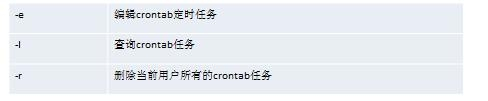 -e 编辑crontab定时任务
-l 查询crontab任务
-r 删除当前用户所有的crontab任务